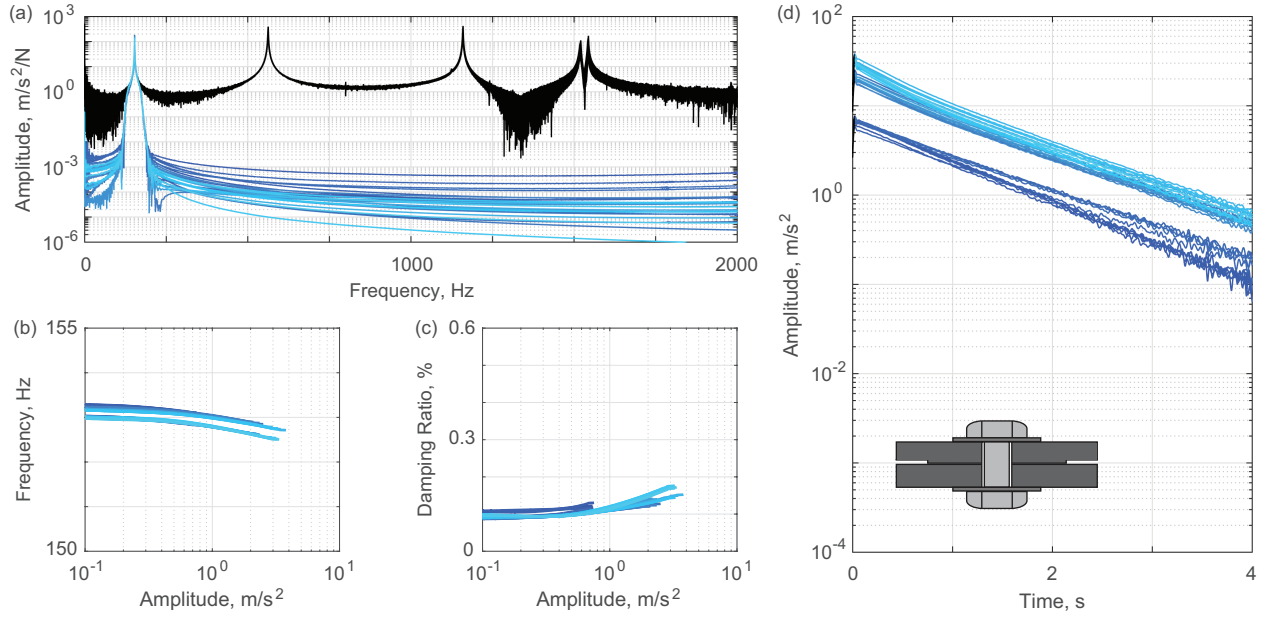 (a)
10^3
10^0
10^-3
10^-6
Amplitude, m/s^2/N
0
1000
2000
Frequency, Hz
(b)
155
150
Frequency, Hz
10^-1
10^0
10^1
Amplitude, m/s^2
(c)
0.6
0.3
0
Damping Ratio, %
10^-1
10^0
10^1
Amplitude, m/s^2
(d)
10^2
10^0
10^-2
10^-4
Amplitude, m/s^2
0
2
4
Time, s